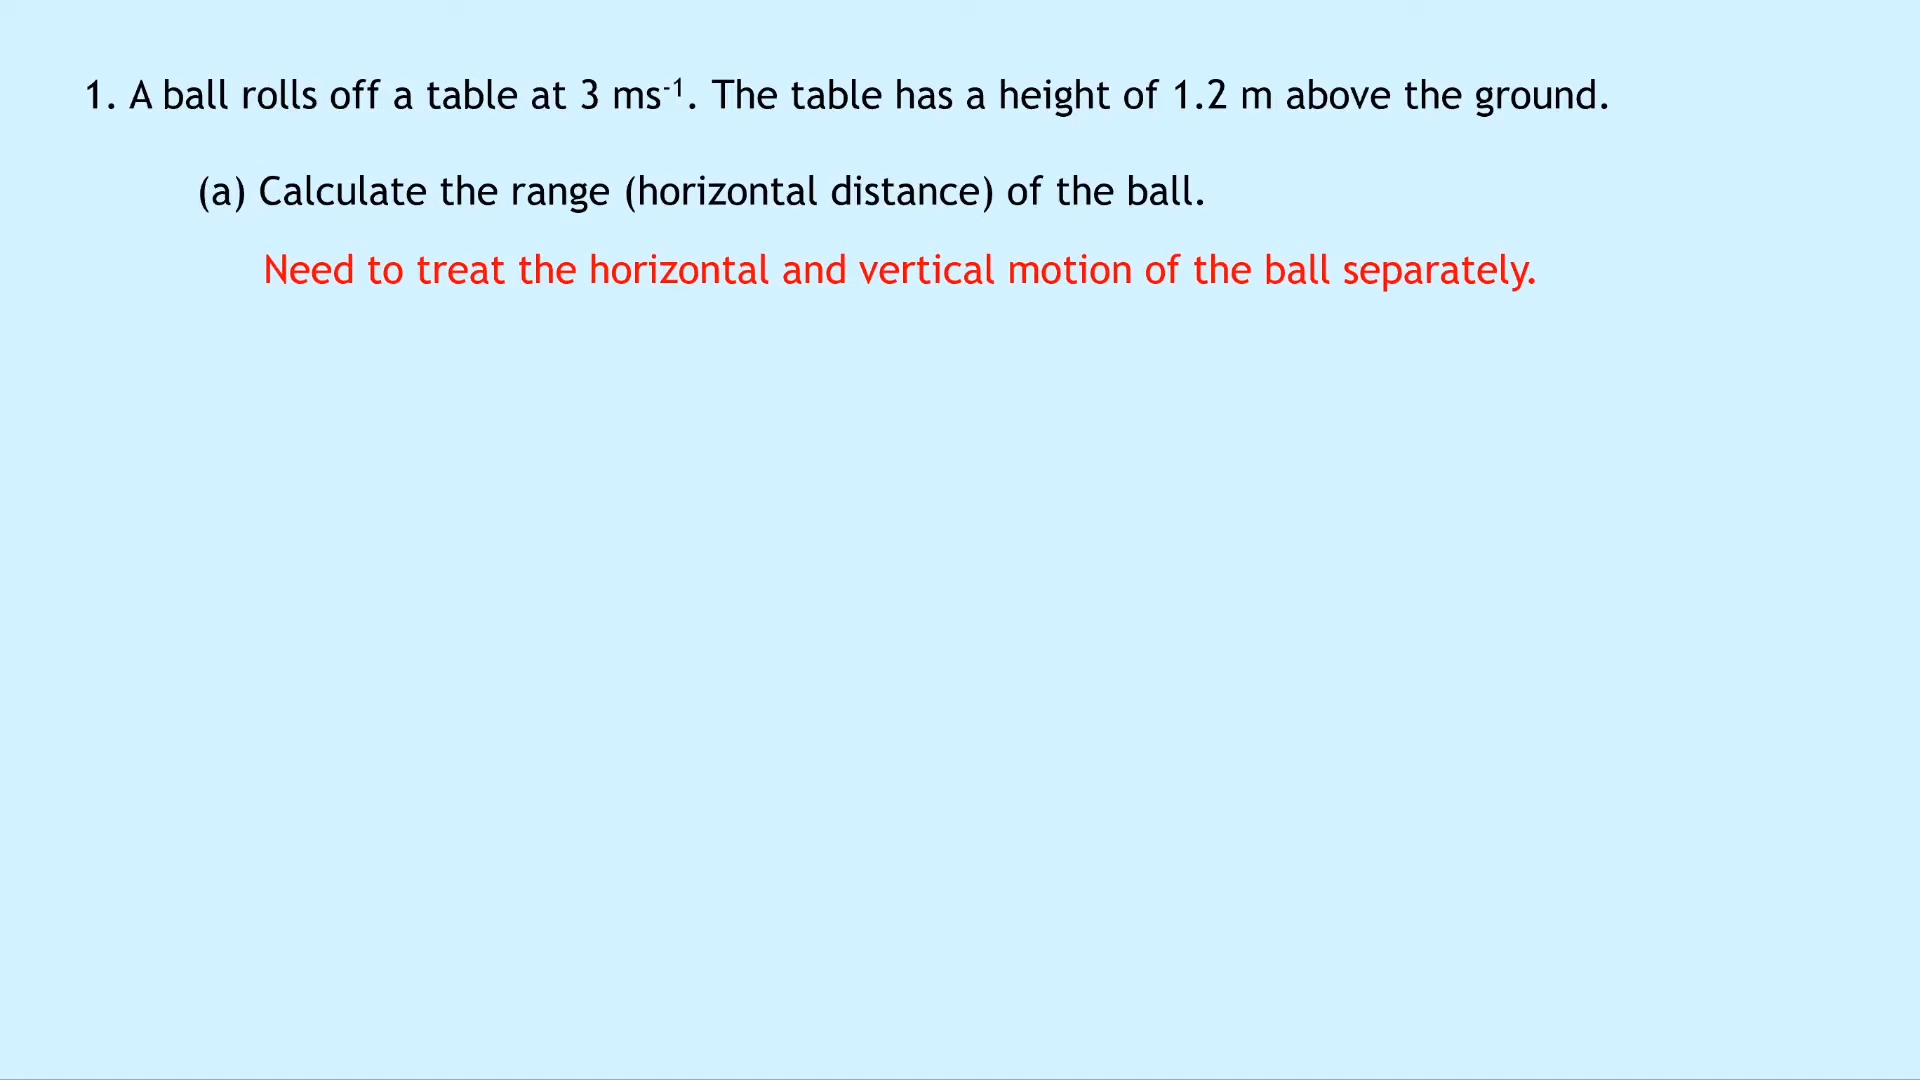 1. A ball rolls off a table at 3 ms⁻¹. The table has a height of 1.2 m above the ground.
(a) Calculate the range (horizontal distance) of the ball.
Need to treat the horizontal and vertical motion of the ball separately.